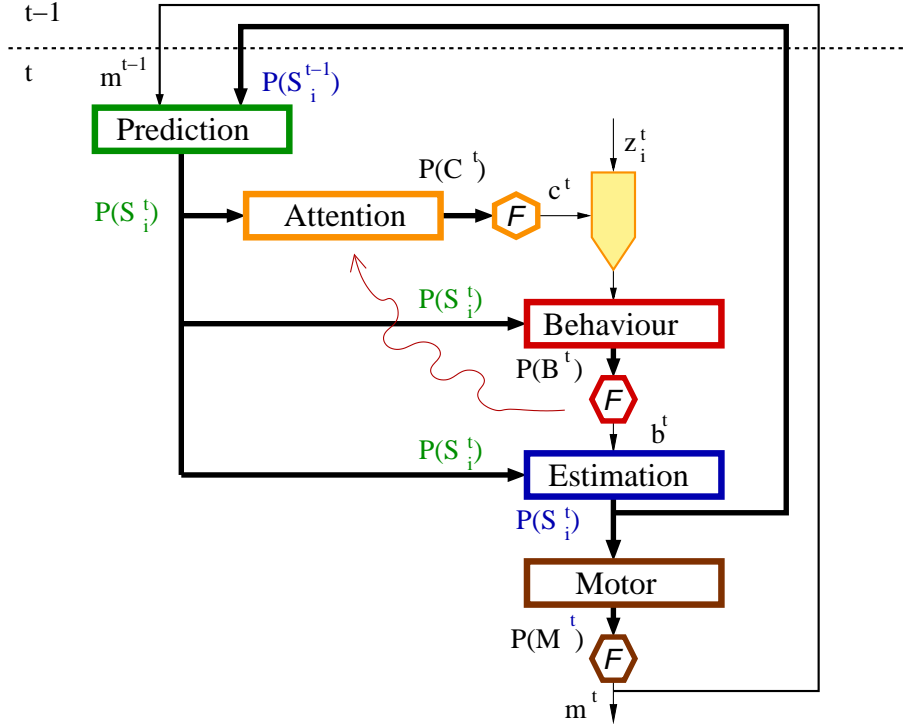 t−1
t
m^{t−1}
P(S_i^{t−1})
Prediction
z_i^t
P(C^t)
c^t
P(S_i^t)
Attention
F
P(S_i^t)
Behaviour
P(B^t)
F
b^t
P(S_i^t)
Estimation
P(S_i^t)
Motor
P(M^t)
F
m^t